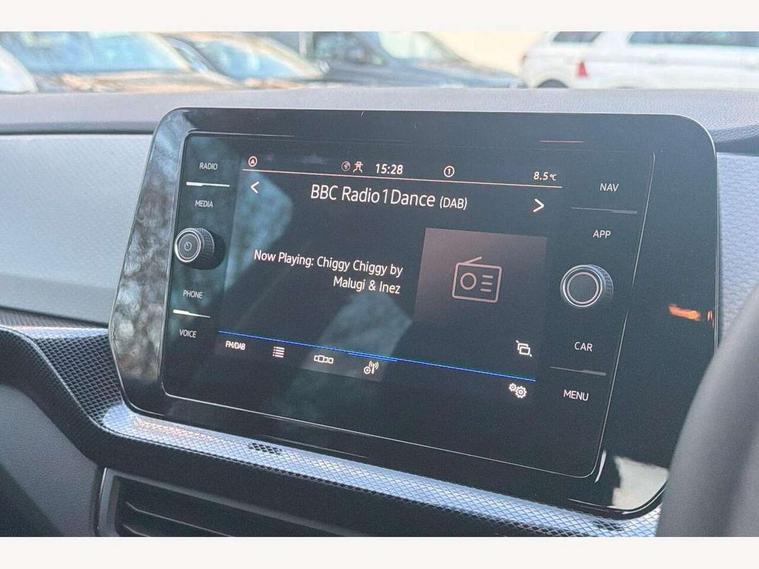 RADIO
MEDIA
PHONE
VOICE
15:28
1
8.5°C
< BBC Radio 1 Dance (DAB) >
Now Playing: Chiggy Chiggy by
Malugi & Inez
FM/DAB
NAV
APP
CAR
MENU